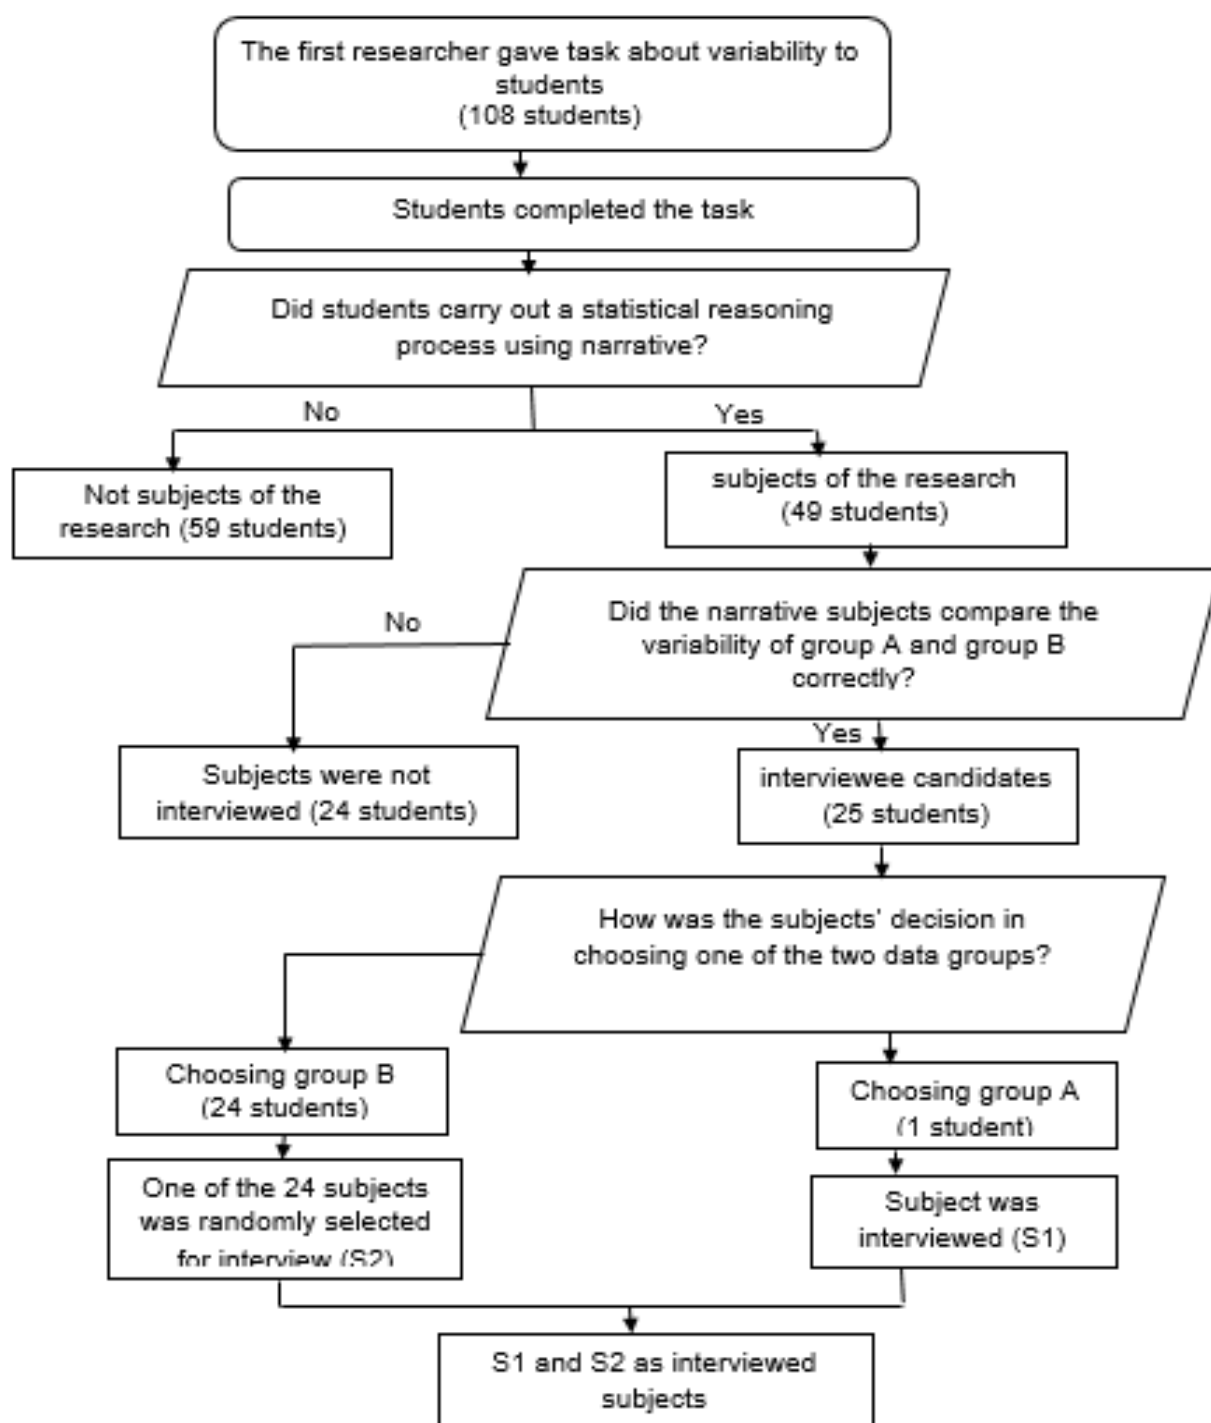 The first researcher gave task about variability to
students
(108 students)
Students completed the task
Did students carry out a statistical reasoning
process using narrative?
No
Yes
Not subjects of the
research (59 students)
subjects of the research
(49 students)
Did the narrative subjects compare the
variability of group A and group B
correctly?
No
Yes
Subjects were not
interviewed (24 students)
interviewee candidates
(25 students)
How was the subjects' decision in
choosing one of the two data groups?
Choosing group B
(24 students)
Choosing group A
(1 student)
One of the 24 subjects
was randomly selected
for interview (S2)
Subject was
interviewed (S1)
S1 and S2 as interviewed
subjects